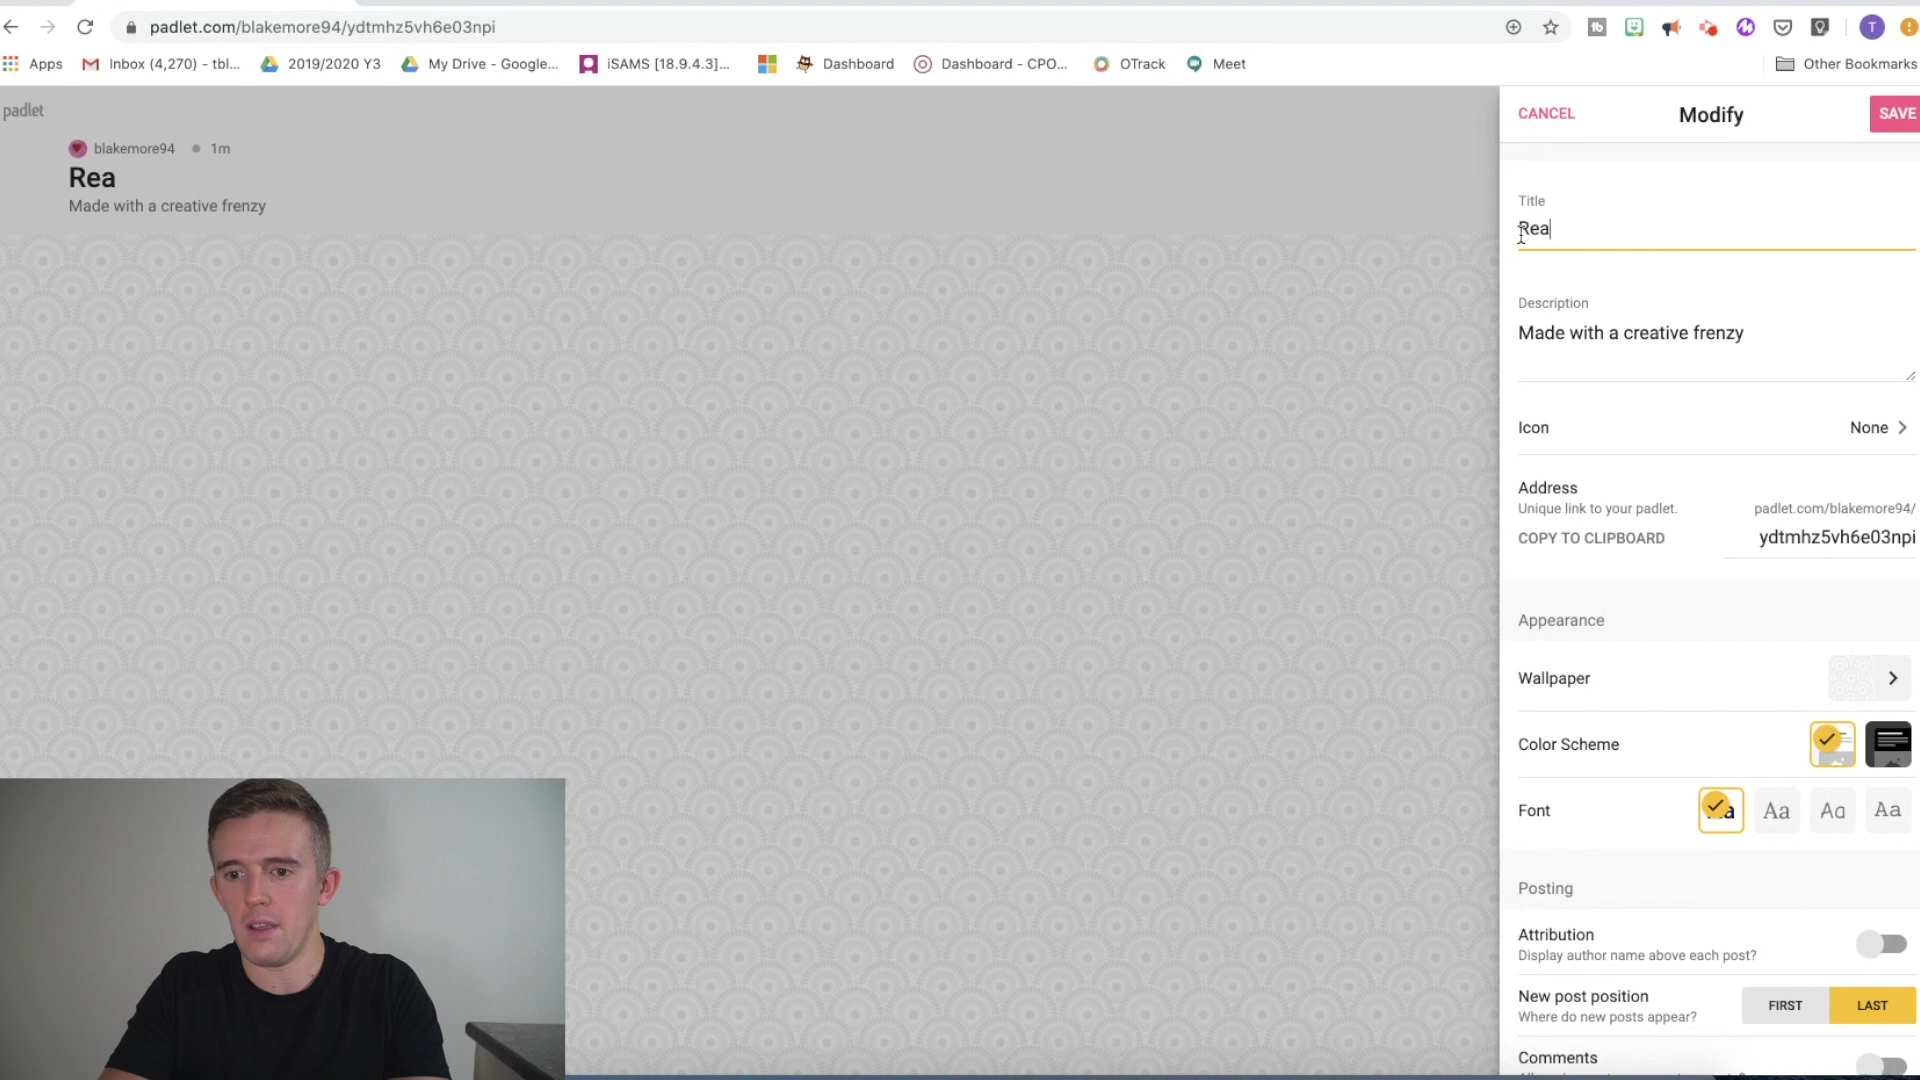 padlet.com/blakemore94/ydtmhz5vh6e03npi
T
Apps
Inbox (4,270) - tbl...
2019/2020 Y3
My Drive - Google...
iSAMS [18.9.4.3]...
Dashboard
Dashboard - CPO...
OTrack
Meet
Other Bookmarks
padlet
blakemore94
1m
Rea
Made with a creative frenzy
CANCEL
Modify
SAVE
Title
Rea
Description
Made with a creative frenzy
Icon
None
Address
Unique link to your padlet.
padlet.com/blakemore94/
COPY TO CLIPBOARD
ydtmhz5vh6e03npi
Appearance
Wallpaper
Color Scheme
Font
Aa
Aa
Aa
Posting
Attribution
Display author name above each post?
New post position
Where do new posts appear?
FIRST
LAST
Comments